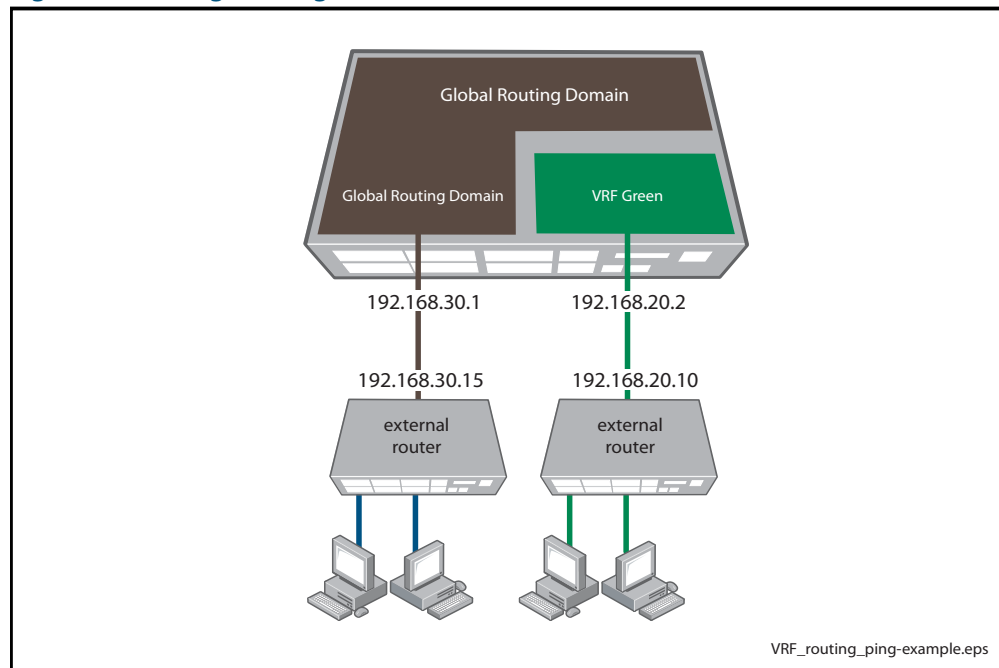 Global Routing Domain
Global Routing Domain
VRF Green
192.168.30.1
192.168.20.2
192.168.30.15
192.168.20.10
external
router
external
router
VRF_routing_ping-example.eps